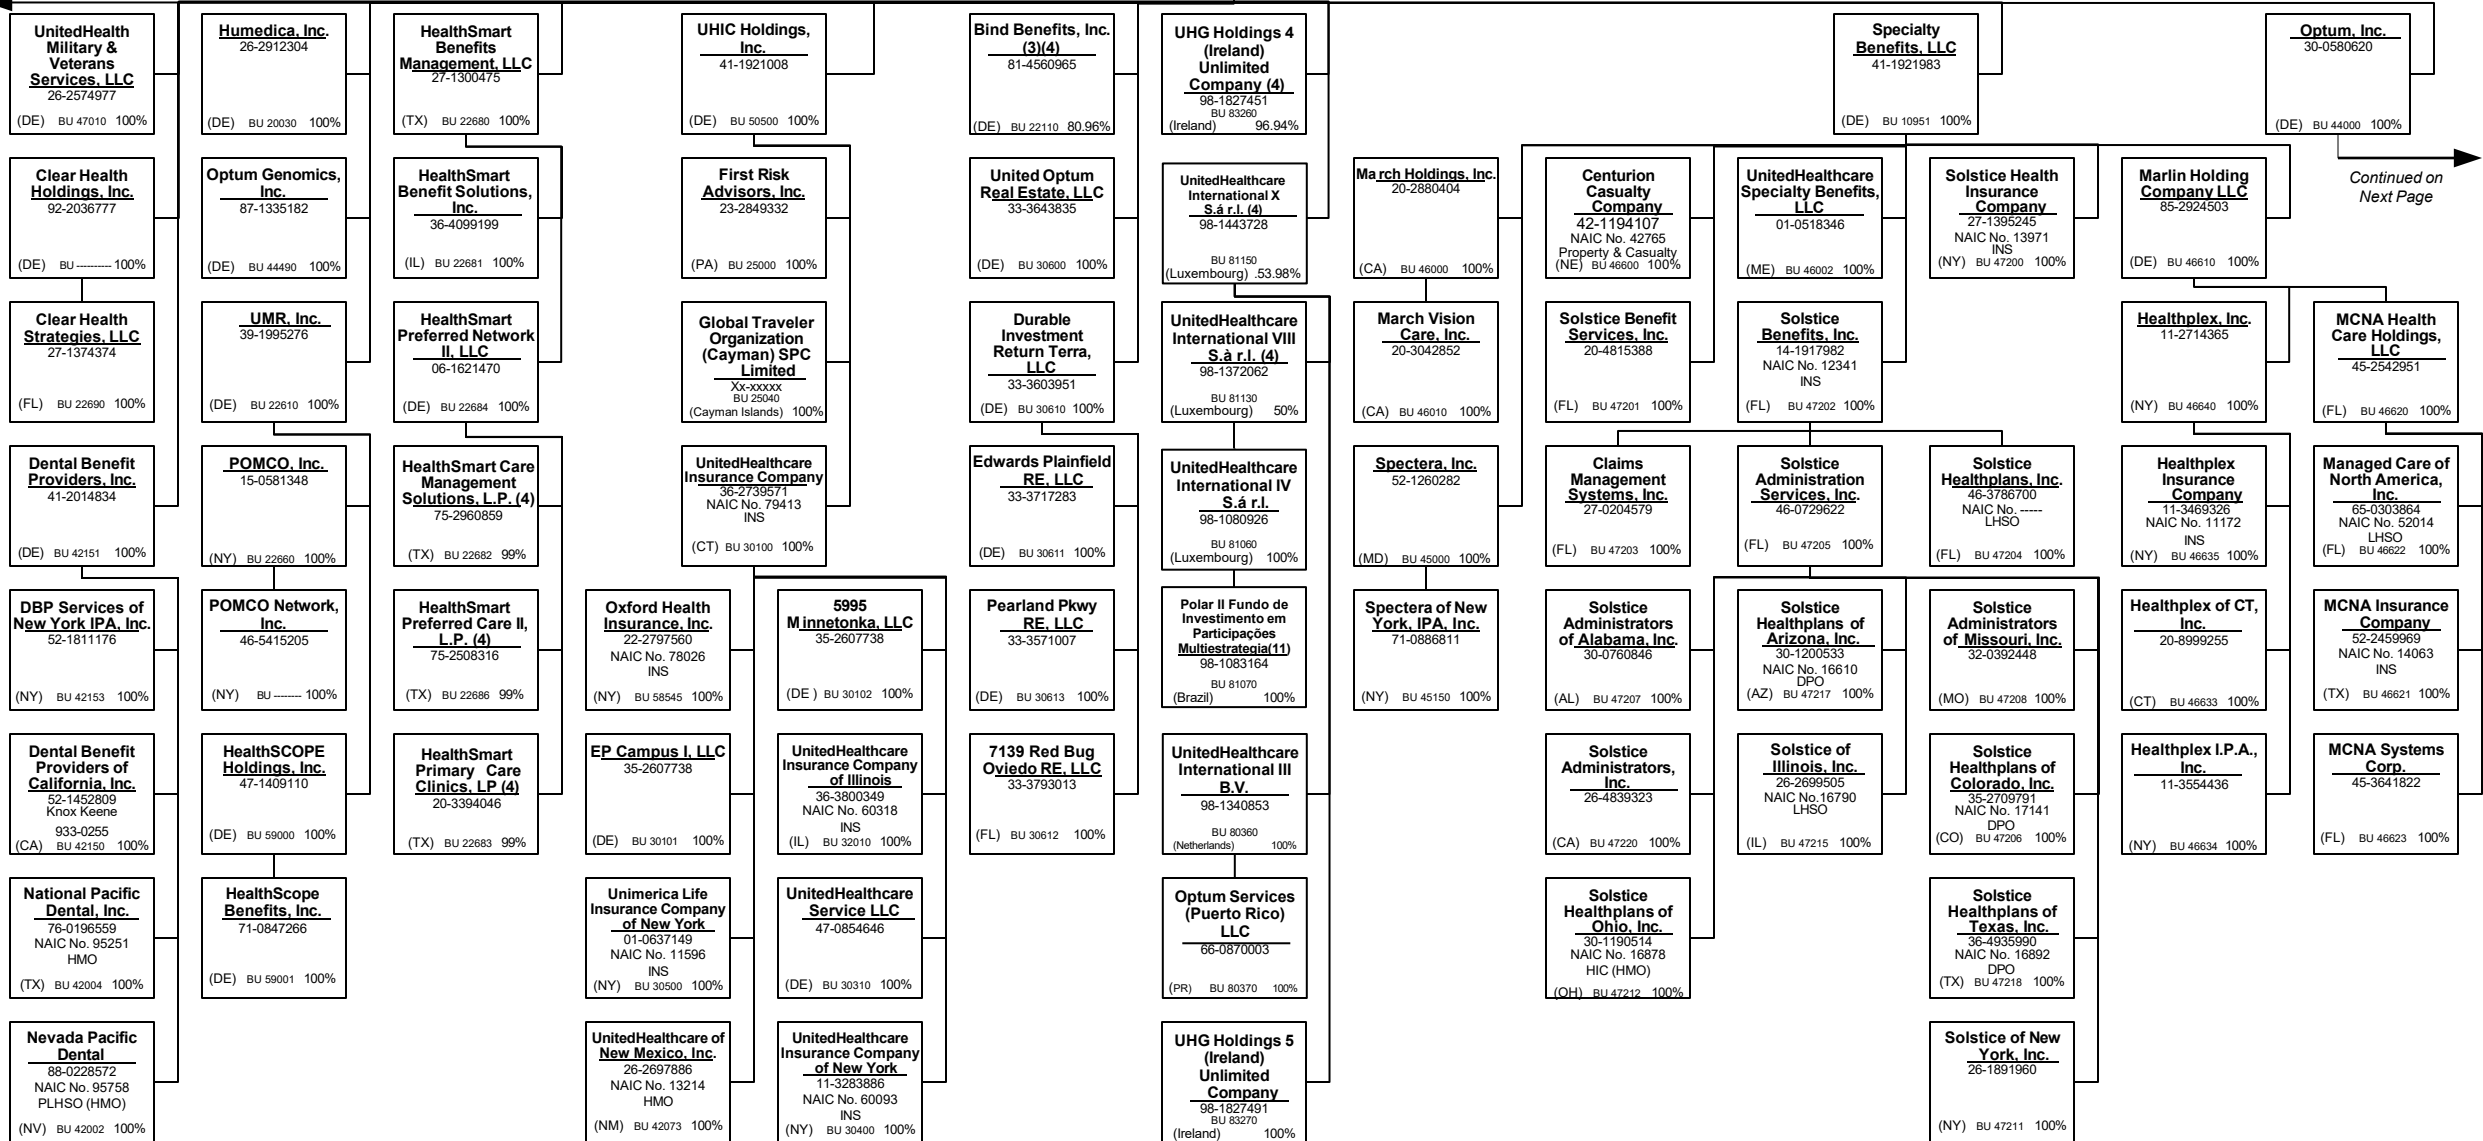 UnitedHealth
Military &
Veterans
Services, LLC
26-2574977
(DE) BU 47010 100%
Humedica, Inc.
26-2912304
(DE) BU 20030 100%
HealthSmart
Benefits
Management, LLC
27-1300475
(TX) BU 22680 100%
UHIC Holdings,
Inc.
41-1921008
(DE) BU 50500 100%
Bind Benefits, Inc.
(3)(4)
81-4560965
(DE) BU 22110 80.96%
UHG Holdings 4
(Ireland)
Unlimited
Company (4)
98-1827451
BU 83260
(Ireland) 96.94%
Specialty
Benefits, LLC
41-1921983
(DE) BU 10951 100%
Optum, Inc.
30-0580620
(DE) BU 44000 100%
Clear Health
Holdings, Inc.
92-2036777
(DE) BU ---------- 100%
Optum Genomics,
Inc.
87-1335182
(DE) BU 44490 100%
HealthSmart
Benefit Solutions,
Inc.
36-4099199
(IL) BU 22681 100%
First Risk
Advisors, Inc.
23-2849332
(PA) BU 25000 100%
United Optum
Real Estate, LLC
33-3643835
(DE) BU 30600 100%
UnitedHealthcare
International X
S.á r.l. (4)
98-1443728
BU 81150
(Luxembourg) .53.98%
March Holdings, Inc.
20-2880404
(CA) BU 46000 100%
Centurion
Casualty
Company
42-1194107
NAIC No. 42765
Property & Casualty
(NE) BU 46600 100%
UnitedHealthcare
Specialty Benefits,
LLC
01-0518346
(ME) BU 46002 100%
Solstice Health
Insurance
Company
27-1395245
NAIC No. 13971
INS
(NY) BU 47200 100%
Marlin Holding
Company LLC
85-2924503
(DE) BU 46610 100%
Continued on
Next Page
Clear Health
Strategies, LLC
27-1374374
(FL) BU 22690 100%
UMR, Inc.
39-1995276
(DE) BU 22610 100%
HealthSmart
Preferred Network
II, LLC
06-1621470
(DE) BU 22684 100%
Global Traveler
Organization
(Cayman) SPC
Limited
Xx-xxxxx
BU 25040
(Cayman Islands) 100%
Durable
Investment
Return Terra,
LLC
33-3603951
(DE) BU 30610 100%
UnitedHealthcare
International VIII
S.à r.l. (4)
98-1372062
BU 81130
(Luxembourg) 50%
March Vision
Care, Inc.
20-3042852
(CA) BU 46010 100%
Solstice Benefit
Services, Inc.
20-4815388
(FL) BU 47201 100%
Solstice
Benefits, Inc.
14-1917982
NAIC No. 12341
INS
(FL) BU 47202 100%
Healthplex, Inc.
11-2714365
(NY) BU 46640 100%
MCNA Health
Care Holdings,
LLC
45-2542951
(FL) BU 46620 100%
Dental Benefit
Providers, Inc.
41-2014834
(DE) BU 42151 100%
POMCO, Inc.
15-0581348
(NY) BU 22660 100%
HealthSmart Care
Management
Solutions, L.P. (4)
75-2960859
(TX) BU 22682 99%
UnitedHealthcare
Insurance Company
36-2739571
NAIC No. 79413
INS
(CT) BU 30100 100%
Edwards Plainfield
RE, LLC
33-3717283
(DE) BU 30611 100%
UnitedHealthcare
International IV
S.á r.l.
98-1080926
BU 81060
(Luxembourg) 100%
Spectera, Inc.
52-1260282
(MD) BU 45000 100%
Claims
Management
Systems, Inc.
27-0204579
(FL) BU 47203 100%
Solstice
Administration
Services, Inc.
46-0729622
(FL) BU 47205 100%
Solstice
Healthplans, Inc.
46-3786700
NAIC No. -----
LHSO
(FL) BU 47204 100%
Healthplex
Insurance
Company
11-3469326
NAIC No. 11172
INS
(NY) BU 46635 100%
Managed Care of
North America,
Inc.
65-0303864
NAIC No. 52014
LHSO
(FL) BU 46622 100%
DBP Services of
New York IPA, Inc.
52-1811176
(NY) BU 42153 100%
POMCO Network,
Inc.
46-5415205
(NY) BU -------- 100%
HealthSmart
Preferred Care II,
L.P. (4)
75-2508316
(TX) BU 22686 99%
Oxford Health
Insurance, Inc.
22-2797560
NAIC No. 78026
INS
(NY) BU 58545 100%
5995
Minnetonka, LLC
35-2607738
(DE ) BU 30102 100%
Pearland Pkwy
RE, LLC
33-3571007
(DE) BU 30613 100%
Polar II Fundo de
Investimento em
Participações
Multiestrategia(11)
98-1083164
BU 81070
(Brazil) 100%
Spectera of New
York, IPA, Inc.
71-0886811
(NY) BU 45150 100%
Solstice
Administrators
of Alabama, Inc.
30-0760846
(AL) BU 47207 100%
Solstice
Healthplans of
Arizona, Inc.
30-1200533
NAIC No. 16610
DPO
(AZ) BU 47217 100%
Solstice
Administrators
of Missouri, Inc.
32-0392448
(MO) BU 47208 100%
Healthplex of CT,
Inc.
20-8999255
(CT) BU 46633 100%
MCNA Insurance
Company
52-2459969
NAIC No. 14063
INS
(TX) BU 46621 100%
Dental Benefit
Providers of
California, Inc.
52-1452809
Knox Keene
933-0255
(CA) BU 42150 100%
HealthSCOPE
Holdings, Inc.
47-1409110
(DE) BU 59000 100%
HealthSmart
Primary Care
Clinics, LP (4)
20-3394046
(TX) BU 22683 99%
EP Campus I, LLC
35-2607738
(DE) BU 30101 100%
UnitedHealthcare
Insurance Company
of Illinois
36-3800349
NAIC No. 60318
INS
(IL) BU 32010 100%
7139 Red Bug
Oviedo RE, LLC
33-3793013
(FL) BU 30612 100%
UnitedHealthcare
International III
B.V.
98-1340853
BU 80360
(Netherlands) 100%
Solstice
Administrators,
Inc.
26-4839323
(CA) BU 47220 100%
Solstice of
Illinois, Inc.
26-2699505
NAIC No.16790
LHSO
(IL) BU 47215 100%
Solstice
Healthplans of
Colorado, Inc.
35-2709791
NAIC No. 17141
DPO
(CO) BU 47206 100%
Healthplex I.P.A.,
Inc.
11-3554436
(NY) BU 46634 100%
MCNA Systems
Corp.
45-3641822
(FL) BU 46623 100%
National Pacific
Dental, Inc.
76-0196559
NAIC No. 95251
HMO
(TX) BU 42004 100%
HealthScope
Benefits, Inc.
71-0847266
(DE) BU 59001 100%
Unimerica Life
Insurance Company
of New York
01-0637149
NAIC No. 11596
INS
(NY) BU 30500 100%
UnitedHealthcare
Service LLC
47-0854646
(DE) BU 30310 100%
Optum Services
(Puerto Rico)
LLC
66-0870003
(PR) BU 80370 100%
Solstice
Healthplans of
Ohio, Inc.
30-1190514
NAIC No. 16878
HIC (HMO)
(OH) BU 47212 100%
Solstice
Healthplans of
Texas, Inc.
36-4935990
NAIC No. 16892
DPO
(TX) BU 47218 100%
Nevada Pacific
Dental
88-0228572
NAIC No. 95758
PLHSO (HMO)
(NV) BU 42002 100%
UnitedHealthcare of
New Mexico, Inc.
26-2697886
NAIC No. 13214
HMO
(NM) BU 42073 100%
UnitedHealthcare
Insurance Company
of New York
11-3283886
NAIC No. 60093
INS
(NY) BU 30400 100%
UHG Holdings 5
(Ireland)
Unlimited
Company
98-1827491
BU 83270
(Ireland) 100%
Solstice of New
York, Inc.
26-1891960
(NY) BU 47211 100%